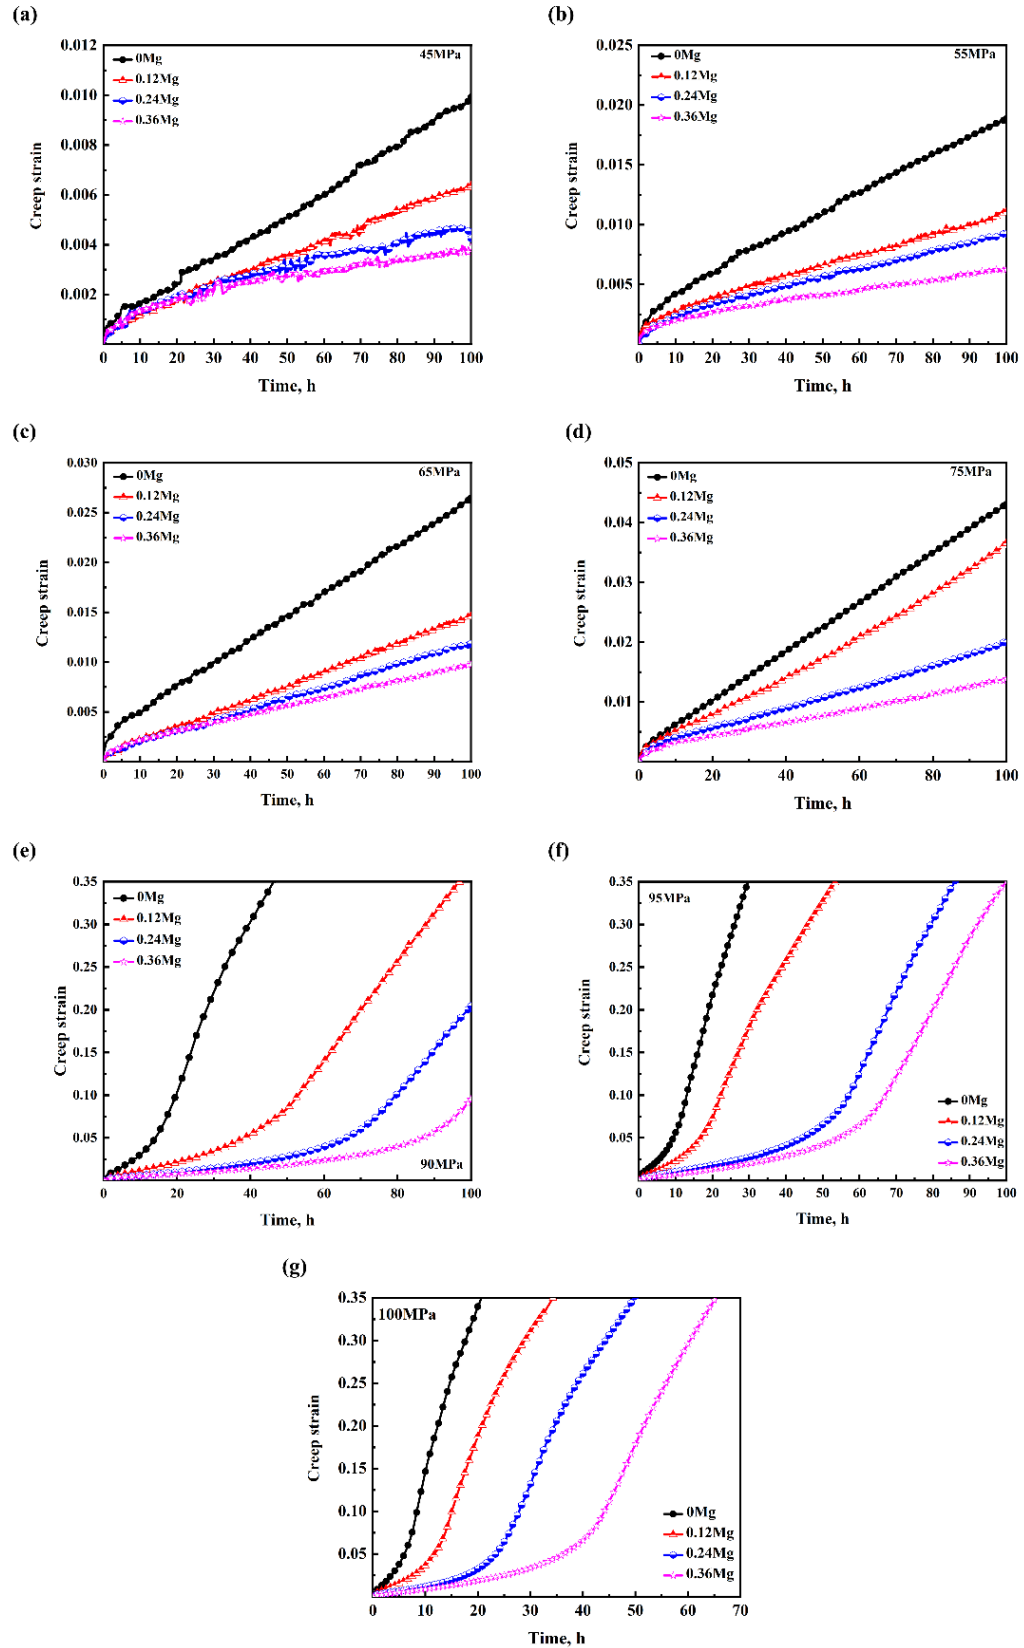 (a)
45MPa
0Mg
0.12Mg
0.24Mg
0.36Mg
0.012
0.010
0.008
0.006
0.004
0.002
Creep strain
0 10 20 30 40 50 60 70 80 90 100
Time, h
(b)
55MPa
0Mg
0.12Mg
0.24Mg
0.36Mg
0.025
0.020
0.015
0.010
0.005
Creep strain
0 10 20 30 40 50 60 70 80 90 100
Time, h
(c)
65MPa
0Mg
0.12Mg
0.24Mg
0.36Mg
0.030
0.025
0.020
0.015
0.010
0.005
Creep strain
0 10 20 30 40 50 60 70 80 90 100
Time, h
(d)
75MPa
0Mg
0.12Mg
0.24Mg
0.36Mg
0.05
0.04
0.03
0.02
0.01
Creep strain
0 20 40 60 80 100
Time, h
(e)
0Mg
0.12Mg
0.24Mg
0.36Mg
0.35
0.30
0.25
0.20
0.15
0.10
0.05
Creep strain
90MPa
0 20 40 60 80 100
Time, h
(f)
95MPa
0.35
0.30
0.25
0.20
0.15
0.10
0.05
Creep strain
0Mg
0.12Mg
0.24Mg
0.36Mg
0 10 20 30 40 50 60 70 80 90 100
Time, h
(g)
100MPa
0.35
0.30
0.25
0.20
0.15
0.10
0.05
Creep strain
0Mg
0.12Mg
0.24Mg
0.36Mg
0 10 20 30 40 50 60 70
Time, h